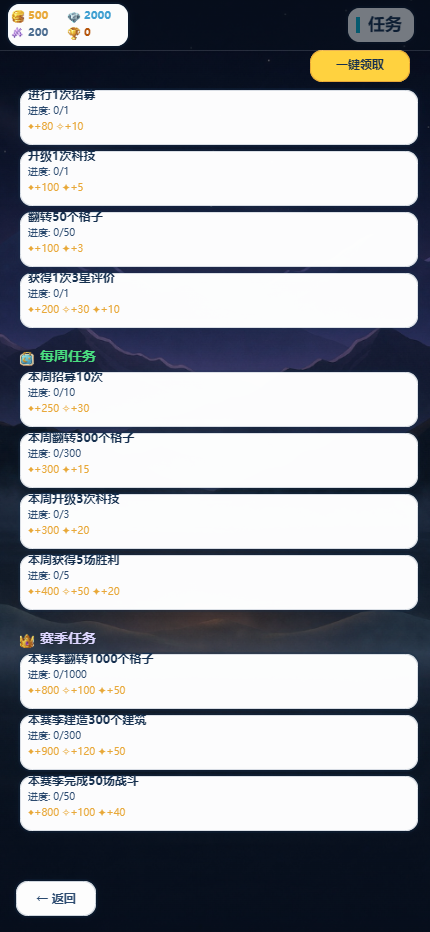 500 2000
200 0
任务
一键领取
进行1次招募
进度: 0/1
✦+80 ✧+10
升级1次科技
进度: 0/1
✦+100 ✦+5
翻转50个格子
进度: 0/50
✦+100 ✦+3
获得1次3星评价
进度: 0/1
✦+200 ✧+30 ✦+10
每周任务
本周招募10次
进度: 0/10
✦+250 ✧+30
本周翻转300个格子
进度: 0/300
✦+300 ✦+15
本周升级3次科技
进度: 0/3
✦+300 ✦+20
本周获得5场胜利
进度: 0/5
✦+400 ✧+50 ✦+20
赛季任务
本赛季翻转1000个格子
进度: 0/1000
✦+800 ✧+100 ✦+50
本赛季建造300个建筑
进度: 0/300
✦+900 ✧+120 ✦+50
本赛季完成50场战斗
进度: 0/50
✦+800 ✧+100 ✦+40
← 返回